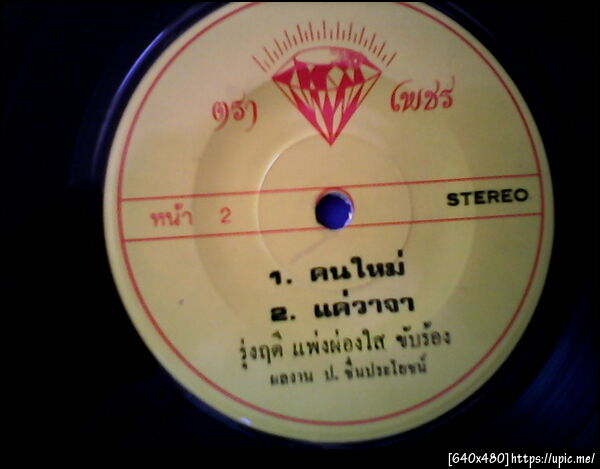 ตรา เพชร
หน้า 2 STEREO
1. คนใหม่
2. แค่วาจา
รุ่งฤดี แพ่งผ่องใส ขับร้อง
ผลงาน ป. ชื่นประโยชน์
[640x480]https://upic.me/